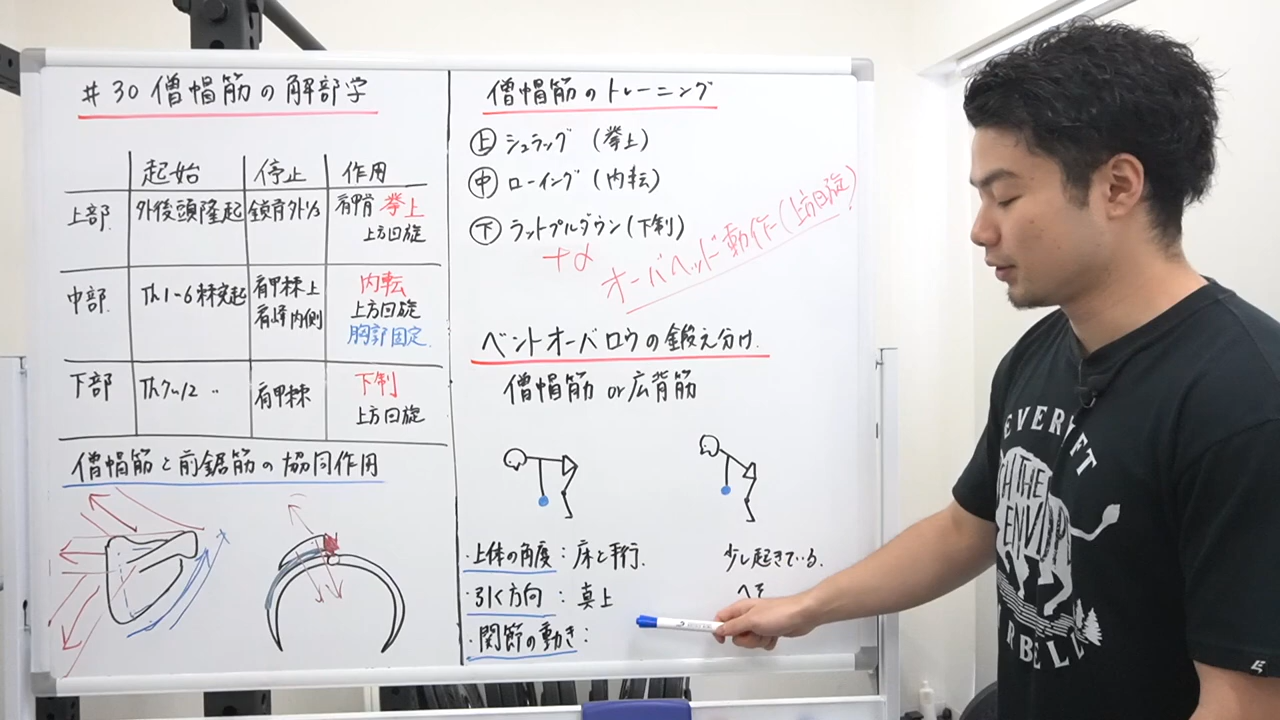 #30 僧帽筋の解剖学
起始 停止 作用
上部 外後頭隆起 鎖骨外1/3 肩甲骨 挙上
上方回旋
中部 Th1~6棘突起 肩甲棘上 肩峰内側 内転
上方回旋
胸郭固定
下部 Th7~12 〃 肩甲棘 下制
上方回旋
僧帽筋と前鋸筋の協同作用
僧帽筋のトレーニング
上 シュラッグ (挙上)
中 ローイング (内転)
下 ラットプルダウン (下制)
+α オーバヘッド動作(上方回旋)
ベントオーバロウの鍛え分け.
僧帽筋 or 広背筋
・上体の角度 : 床と平行. 少し起きている.
・引く方向 : 真上 へそ
・関節の動き :
EVERY
FT
THE
ENV
RBELL